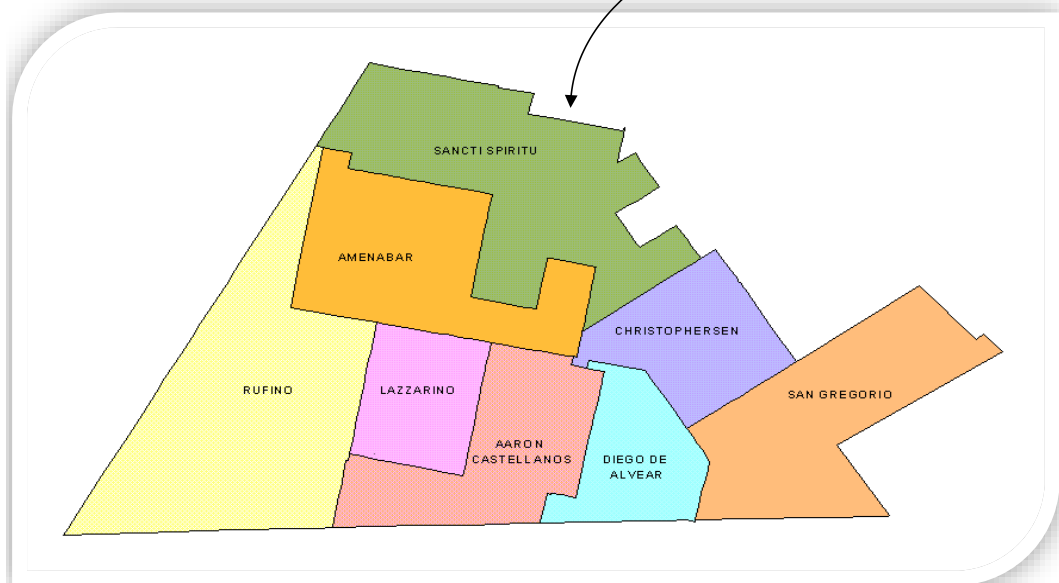 SANCTI SPIRITU
AMENABAR
CHRISTOPHERSEN
RUFINO
LAZZARINO
SAN GREGORIO
AARON
CASTELLANOS
DIEGO DE
ALVEAR